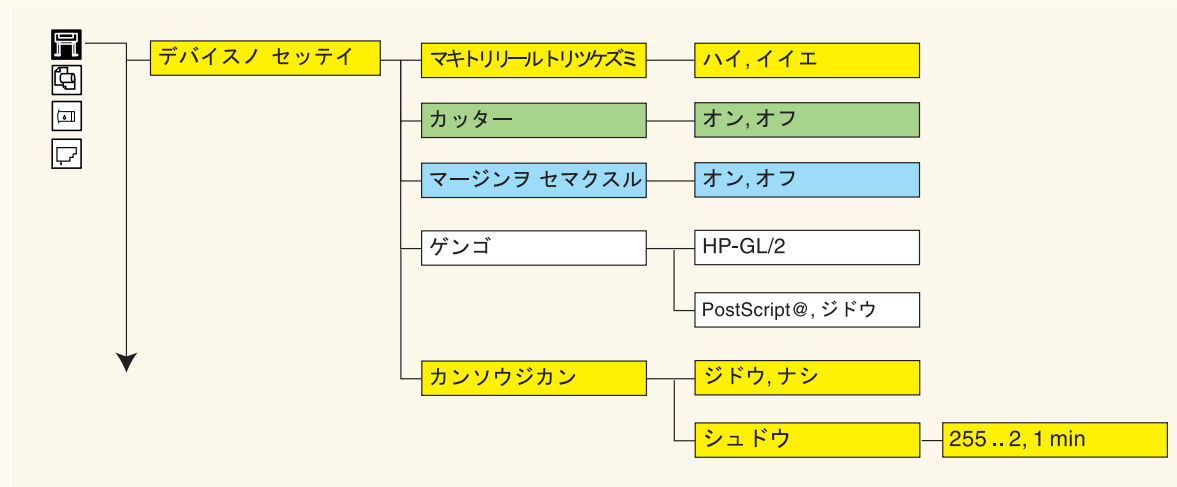 デバイスノ セッテイ
マキトリリールトリツケズミ
ハイ, イイエ
カッター
オン, オフ
マージンヲ セマクスル
オン, オフ
ゲンゴ
HP-GL/2
PostScript@, ジドウ
カンソウジカン
ジドウ, ナシ
シュドウ
255 .. 2, 1 min